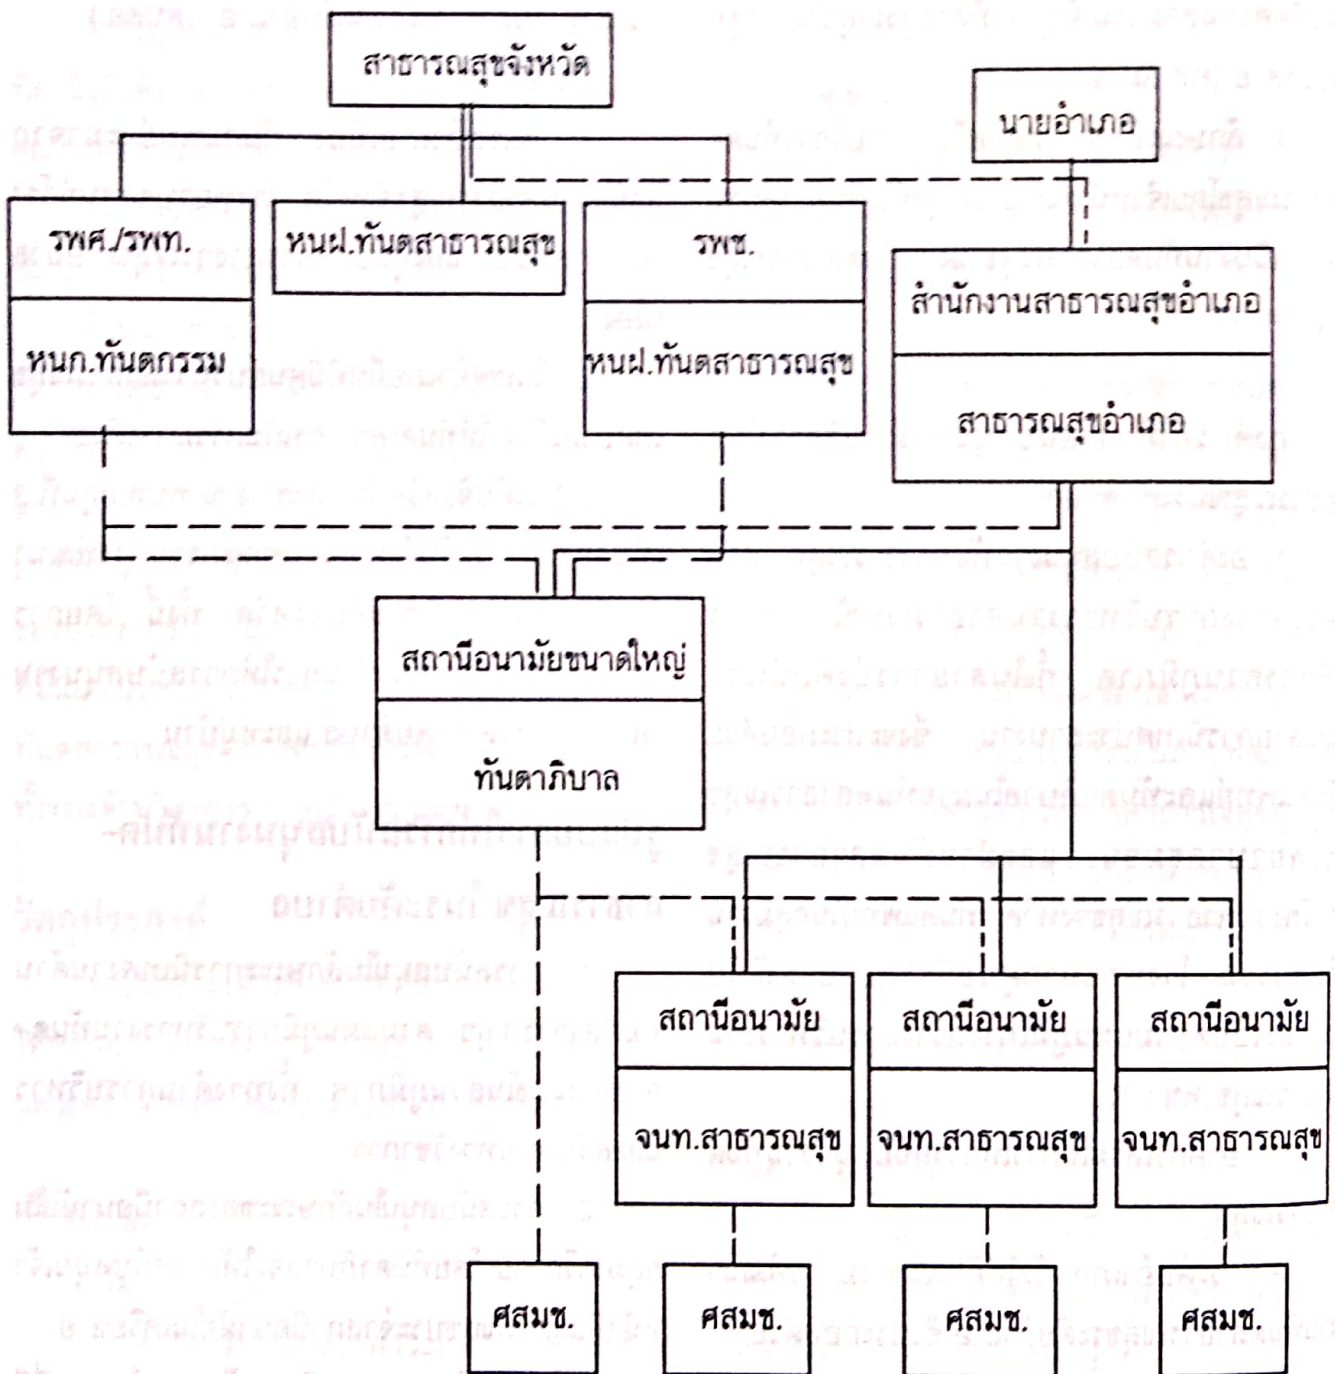 สาธารณสุขจังหวัด
นายอำเภอ
รพศ./รพท.
หนฝ.ทันตสาธารณสุข
รพช.
สำนักงานสาธารณสุขอำเภอ
หนก.ทันตกรรม
หนฝ.ทันตสาธารณสุข
สาธารณสุขอำเภอ
สถานีอนามัยขนาดใหญ่
ทันตาภิบาล
สถานีอนามัย
สถานีอนามัย
สถานีอนามัย
จนท.สาธารณสุข
จนท.สาธารณสุข
จนท.สาธารณสุข
ศสมช.
ศสมช.
ศสมช.
ศสมช.